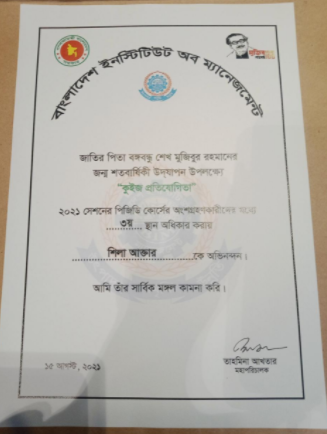 বাংলাদেশ ইনস্টিটিউট অব ম্যানেজমেন্ট
জাতির পিতা বঙ্গবন্ধু শেখ মুজিবুর রহমানের
জন্ম শতবার্ষিকী উদ্‌যাপন উপলক্ষ্যে
“কুইজ প্রতিযোগিতা”
২০২১ সেশনের পিজিডি কোর্সের অংশগ্রহণকারীদের মধ্যে
৩য় স্থান অধিকার করায়
শিলা আক্তার কে অভিনন্দন।
আমি তাঁর সার্বিক মঙ্গল কামনা করি।
১৫ আগস্ট, ২০২১
তাহমিনা আখতার
মহাপরিচালক